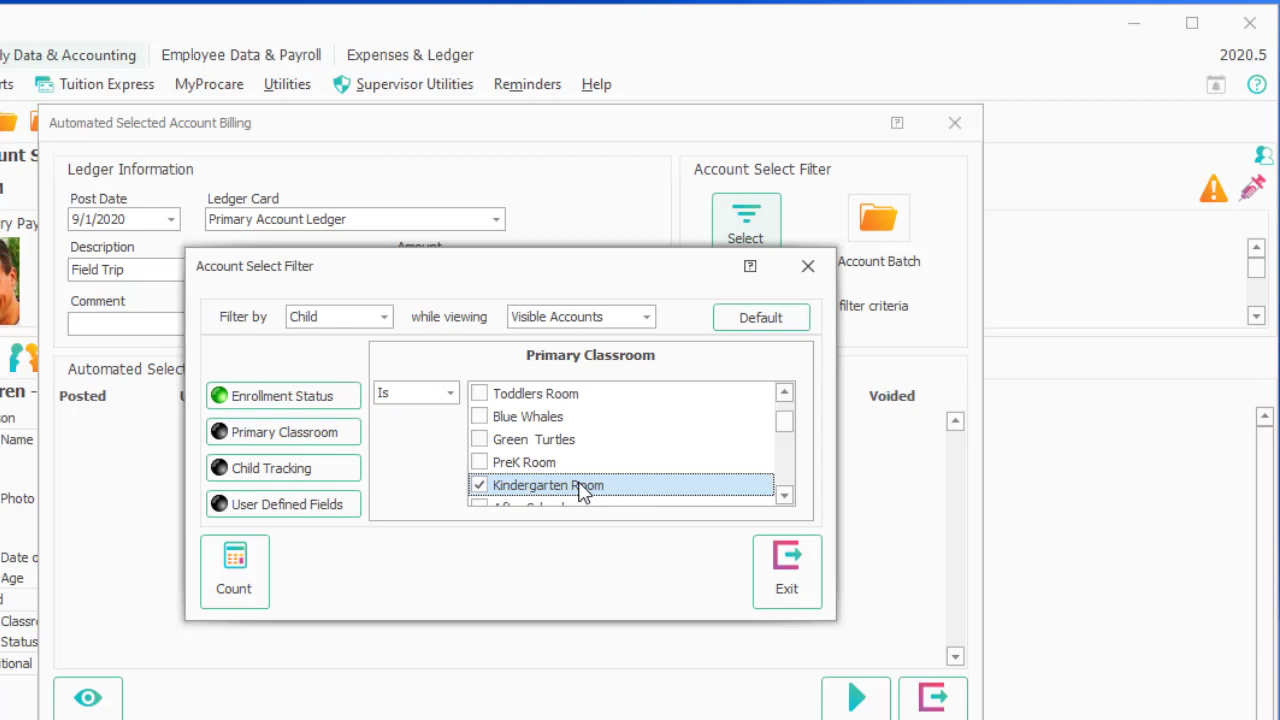 y Data & Accounting Employee Data & Payroll Expenses & Ledger 2020.5
rts Tuition Express MyProcare Utilities Supervisor Utilities Reminders Help
Automated Selected Account Billing
unt S
Ledger Information
Account Select Filter
Post Date
Ledger Card
9/1/2020
Primary Account Ledger
ry Pay
Select
Description
Amount
Account Batch
Field Trip
Comment
filter criteria
Account Select Filter
Filter by Child while viewing Visible Accounts Default
Primary Classroom
Is
Enrollment Status
Primary Classroom
Child Tracking
User Defined Fields
Toddlers Room
Blue Whales
Green Turtles
PreK Room
Kindergarten Room
Count
Exit
Automated Selec
Posted
Voided
ren -
son
Name
Photo
Date o
Age
d
Classr
Status
itional